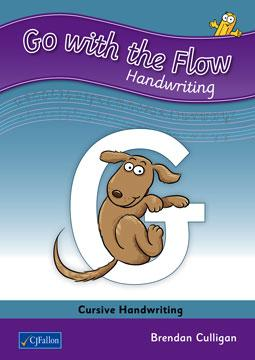 Go with the Flow
Handwriting
G
Cursive Handwriting
CJFallon
Brendan Culligan